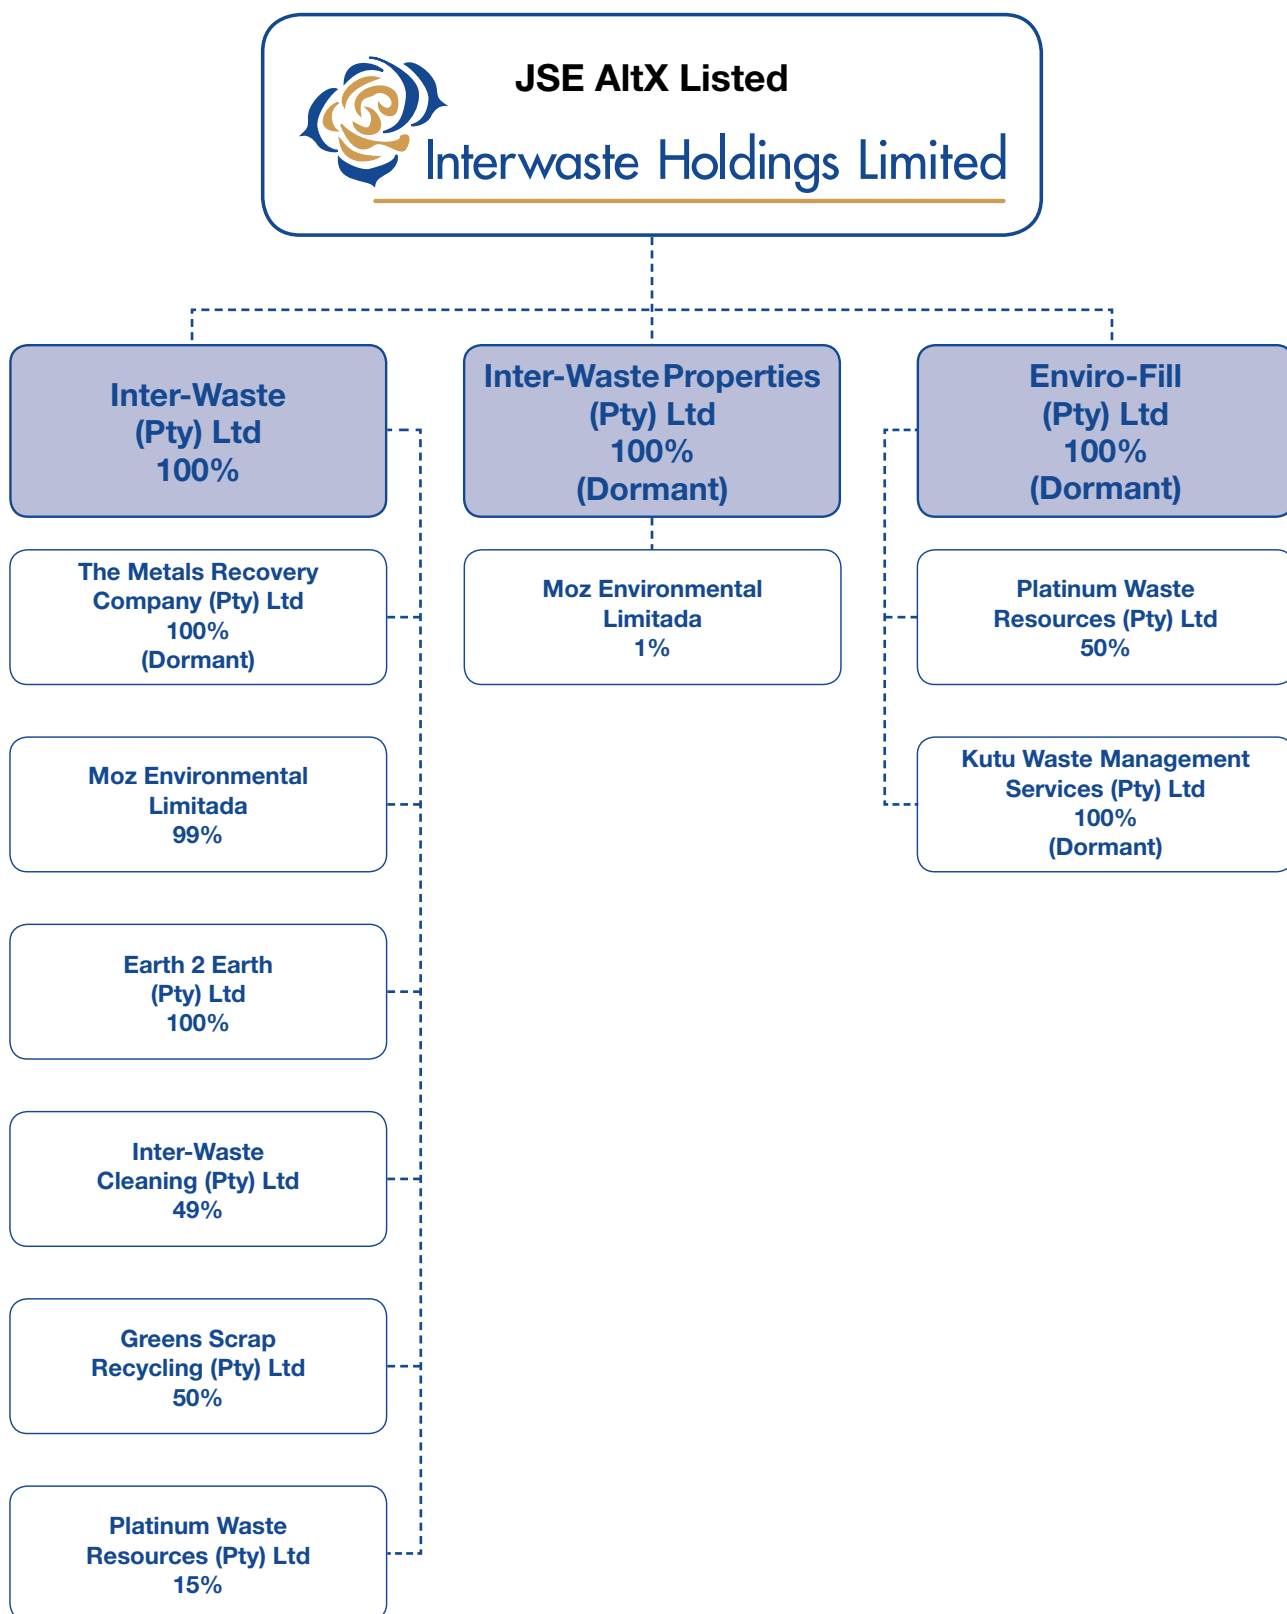 JSE AltX Listed
Interwaste Holdings Limited
Inter-Waste
(Pty) Ltd
100%
Inter-Waste Properties
(Pty) Ltd
100%
(Dormant)
Enviro-Fill
(Pty) Ltd
100%
(Dormant)
The Metals Recovery
Company (Pty) Ltd
100%
(Dormant)
Moz Environmental
Limitada
1%
Platinum Waste
Resources (Pty) Ltd
50%
Moz Environmental
Limitada
99%
Kutu Waste Management
Services (Pty) Ltd
100%
(Dormant)
Earth 2 Earth
(Pty) Ltd
100%
Inter-Waste
Cleaning (Pty) Ltd
49%
Greens Scrap
Recycling (Pty) Ltd
50%
Platinum Waste
Resources (Pty) Ltd
15%